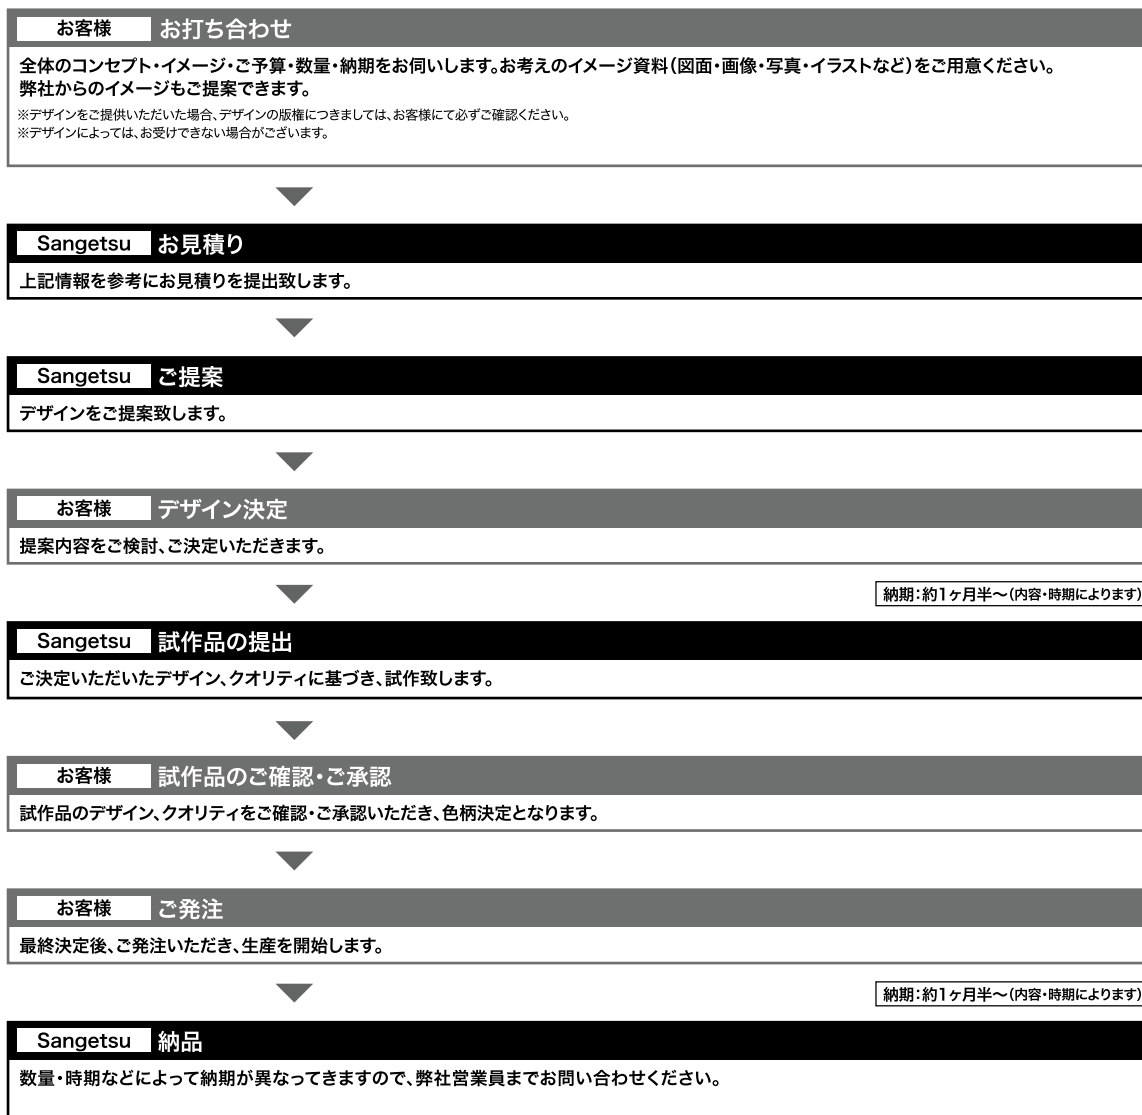 お客様 お打ち合わせ
全体のコンセプト・イメージ・ご予算・数量・納期をお伺いします。お考えのイメージ資料（図面・画像・写真・イラストなど）をご用意ください。
弊社からのイメージもご提案できます。
※デザインをご提供いただいた場合、デザインの版権につきましては、お客様にて必ずご確認ください。
※デザインによっては、お受けできない場合がございます。
Sangetsu お見積り
上記情報を参考にお見積りを提出致します。
Sangetsu ご提案
デザインをご提案致します。
お客様 デザイン決定
提案内容をご検討、ご決定いただきます。
納期：約1ヶ月半〜（内容・時期によります）
Sangetsu 試作品の提出
ご決定いただいたデザイン、クオリティに基づき、試作致します。
お客様 試作品のご確認・ご承認
試作品のデザイン、クオリティをご確認・ご承認いただき、色柄決定となります。
お客様 ご発注
最終決定後、ご発注いただき、生産を開始します。
納期：約1ヶ月半〜（内容・時期によります）
Sangetsu 納品
数量・時期などによって納期が異なってきますので、弊社営業員までお問い合わせください。